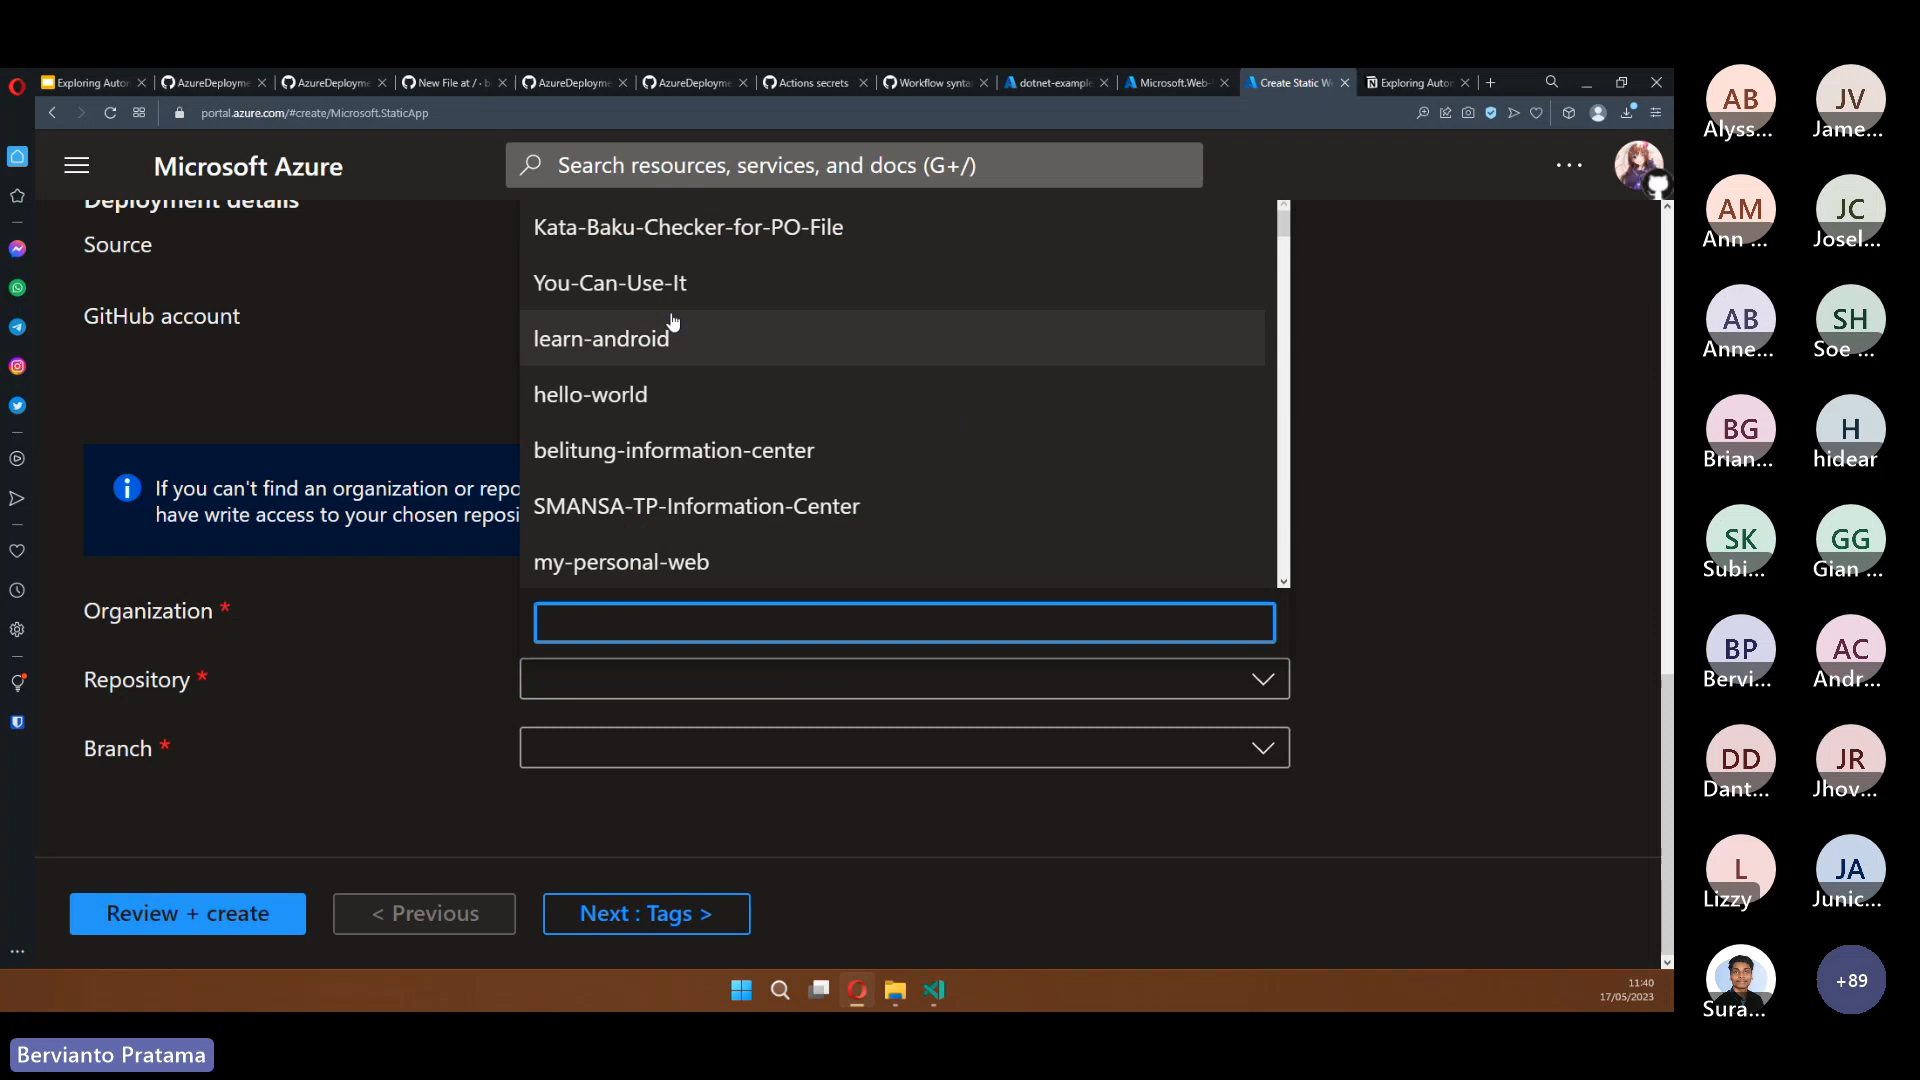 Exploring Autor
AzureDeployme
AzureDeployme
New File at / · b
AzureDeployme
AzureDeployme
Actions secrets
Workflow synta
dotnet-example
Microsoft.Web-
Create Static W
Exploring Autor
portal.azure.com/#create/Microsoft.StaticApp
Microsoft Azure
Search resources, services, and docs (G+/)
Deployment details
Source
GitHub account
Kata-Baku-Checker-for-PO-File
You-Can-Use-It
learn-android
hello-world
belitung-information-center
SMANSA-TP-Information-Center
my-personal-web
If you can't find an organization or repo
have write access to your chosen reposi
Organization *
Repository *
Branch *
Review + create
< Previous
Next : Tags >
11:40
17/05/2023
Bervianto Pratama
AB
Alyss...
JV
Jame...
AM
Ann ...
JC
Josel...
AB
Anne...
SH
Soe ...
BG
Brian...
H
hidear
SK
Subi...
GG
Gian ...
BP
Bervi...
AC
Andr...
DD
Dant...
JR
Jhov...
L
Lizzy
JA
Junic...
Sura...
+89